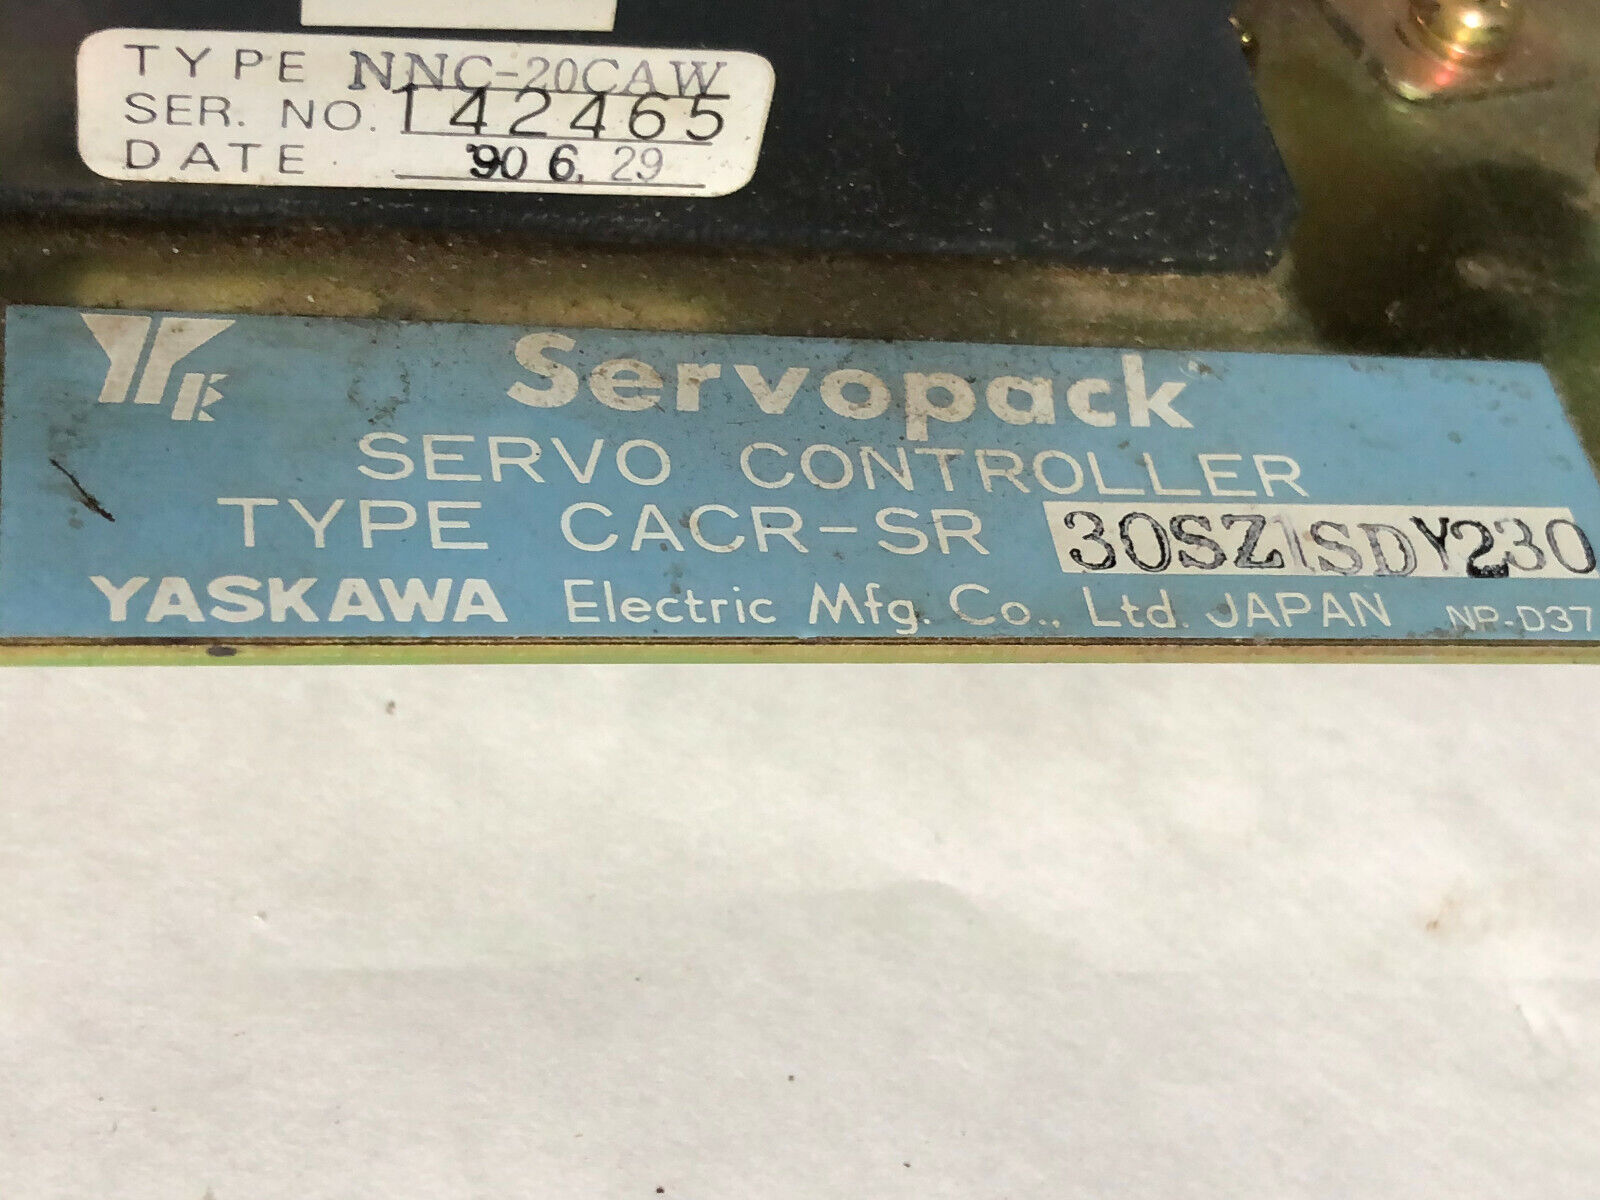 TYPE NNC-20CAW
SER. NO. 142465
DATE '90 6. 29
YE
Servopack
SERVO CONTROLLER
TYPE CACR-SR 30SZ1SDY230
YASKAWA Electric Mfg. Co., Ltd. JAPAN NP-D37